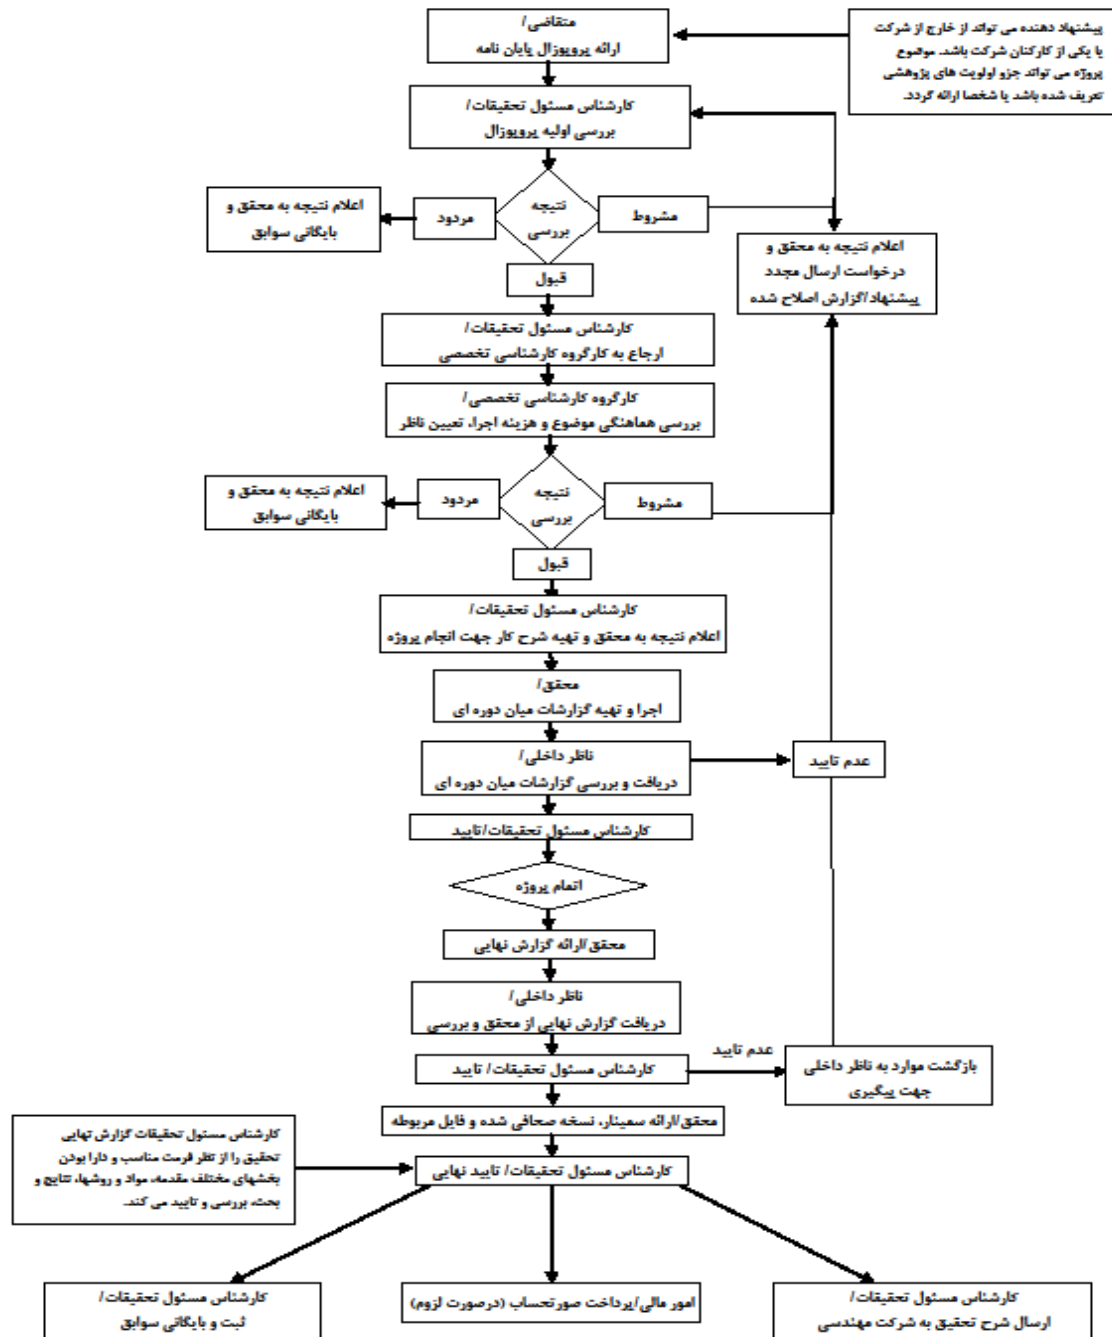 متقاضی/
ارائه پروپوزال پایان نامه
پیشنهاد دهنده می تواند از خارج از شرکت
یا یکی از کارکنان شرکت باشد. موضوع
پروژه می تواند جزو اولویت های پژوهشی
تعریف شده باشد یا شخصا ارائه گردد.
کارشناس مسئول تحقیقات/
بررسی اولیه پروپوزال
نتیجه
بررسی
مشروط
مردود
اعلام نتیجه به محقق و
بایگانی سوابق
اعلام نتیجه به محقق و
درخواست ارسال مجدد
پیشنهاد/گزارش اصلاح شده
قبول
کارشناس مسئول تحقیقات/
ارجاع به کارگروه کارشناسی تخصصی
کارگروه کارشناسی تخصصی/
بررسی هماهنگی موضوع و هزینه اجرا، تعیین ناظر
نتیجه
بررسی
مشروط
مردود
اعلام نتیجه به محقق و
بایگانی سوابق
قبول
کارشناس مسئول تحقیقات/
اعلام نتیجه به محقق و تهیه شرح کار جهت انجام پروژه
محقق/
اجرا و تهیه گزارشات میان دوره ای
ناظر داخلی/
دریافت و بررسی گزارشات میان دوره ای
عدم تایید
کارشناس مسئول تحقیقات/تایید
اتمام پروژه
محقق/ارائه گزارش نهایی
ناظر داخلی/
دریافت گزارش نهایی از محقق و بررسی
کارشناس مسئول تحقیقات/ تایید
عدم تایید
بازگشت موارد به ناظر داخلی
جهت پیگیری
محقق/ارائه سمینار، نسخه صحافی شده و فایل مربوطه
کارشناس مسئول تحقیقات گزارش نهایی
تحقیق را از نظر فرمت مناسب و دارا بودن
بخشهای مختلف مقدمه، مواد و روشها، نتایج و
بحث، بررسی و تایید می کند.
کارشناس مسئول تحقیقات/ تایید نهایی
کارشناس مسئول تحقیقات/
ارسال شرح تحقیق به شرکت مهندسی
امور مالی/پرداخت صورتحساب (درصورت لزوم)
کارشناس مسئول تحقیقات/
ثبت و بایگانی سوابق